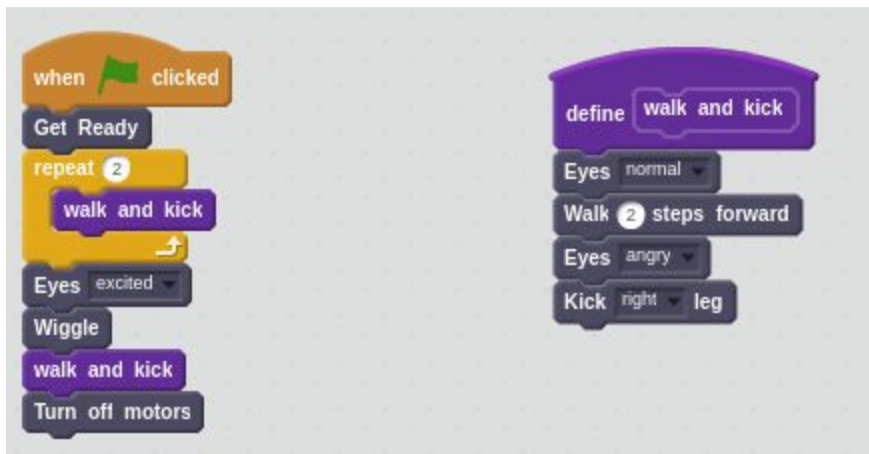 when clicked
Get Ready
repeat 2
walk and kick
Eyes excited
Wiggle
walk and kick
Turn off motors
define walk and kick
Eyes normal
Walk 2 steps forward
Eyes angry
Kick right leg